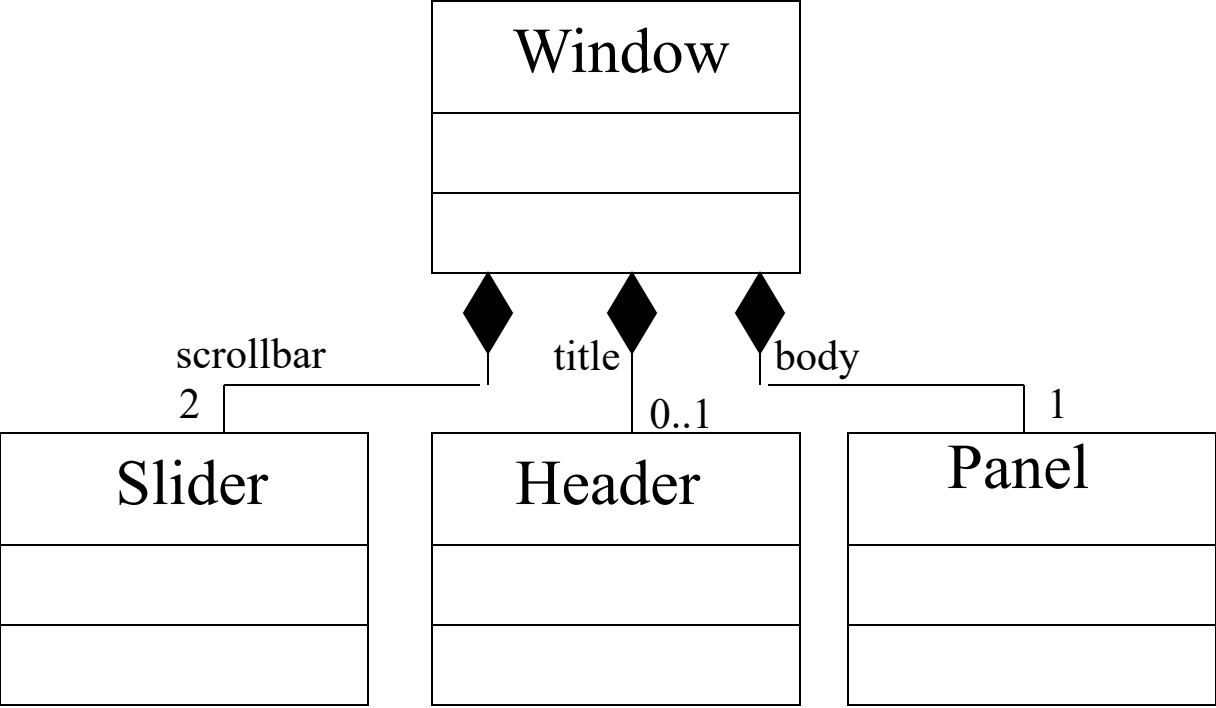 Window
scrollbar
title
body
2
0..1
1
Slider
Header
Panel